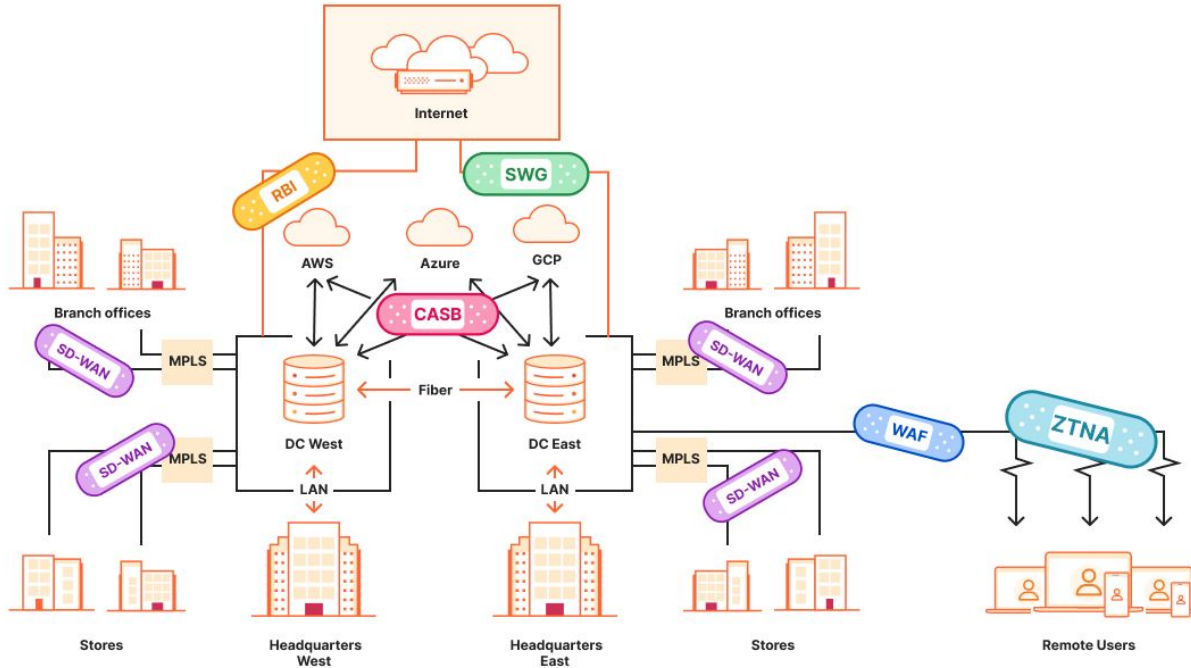 Internet
RBI
SWG
AWS
Azure
GCP
Branch offices
CASB
Branch offices
SD-WAN
MPLS
MPLS
SD-WAN
Fiber
DC West
DC East
WAF
ZTNA
SD-WAN
MPLS
MPLS
SD-WAN
LAN
LAN
Stores
Headquarters
West
Headquarters
East
Stores
Remote Users